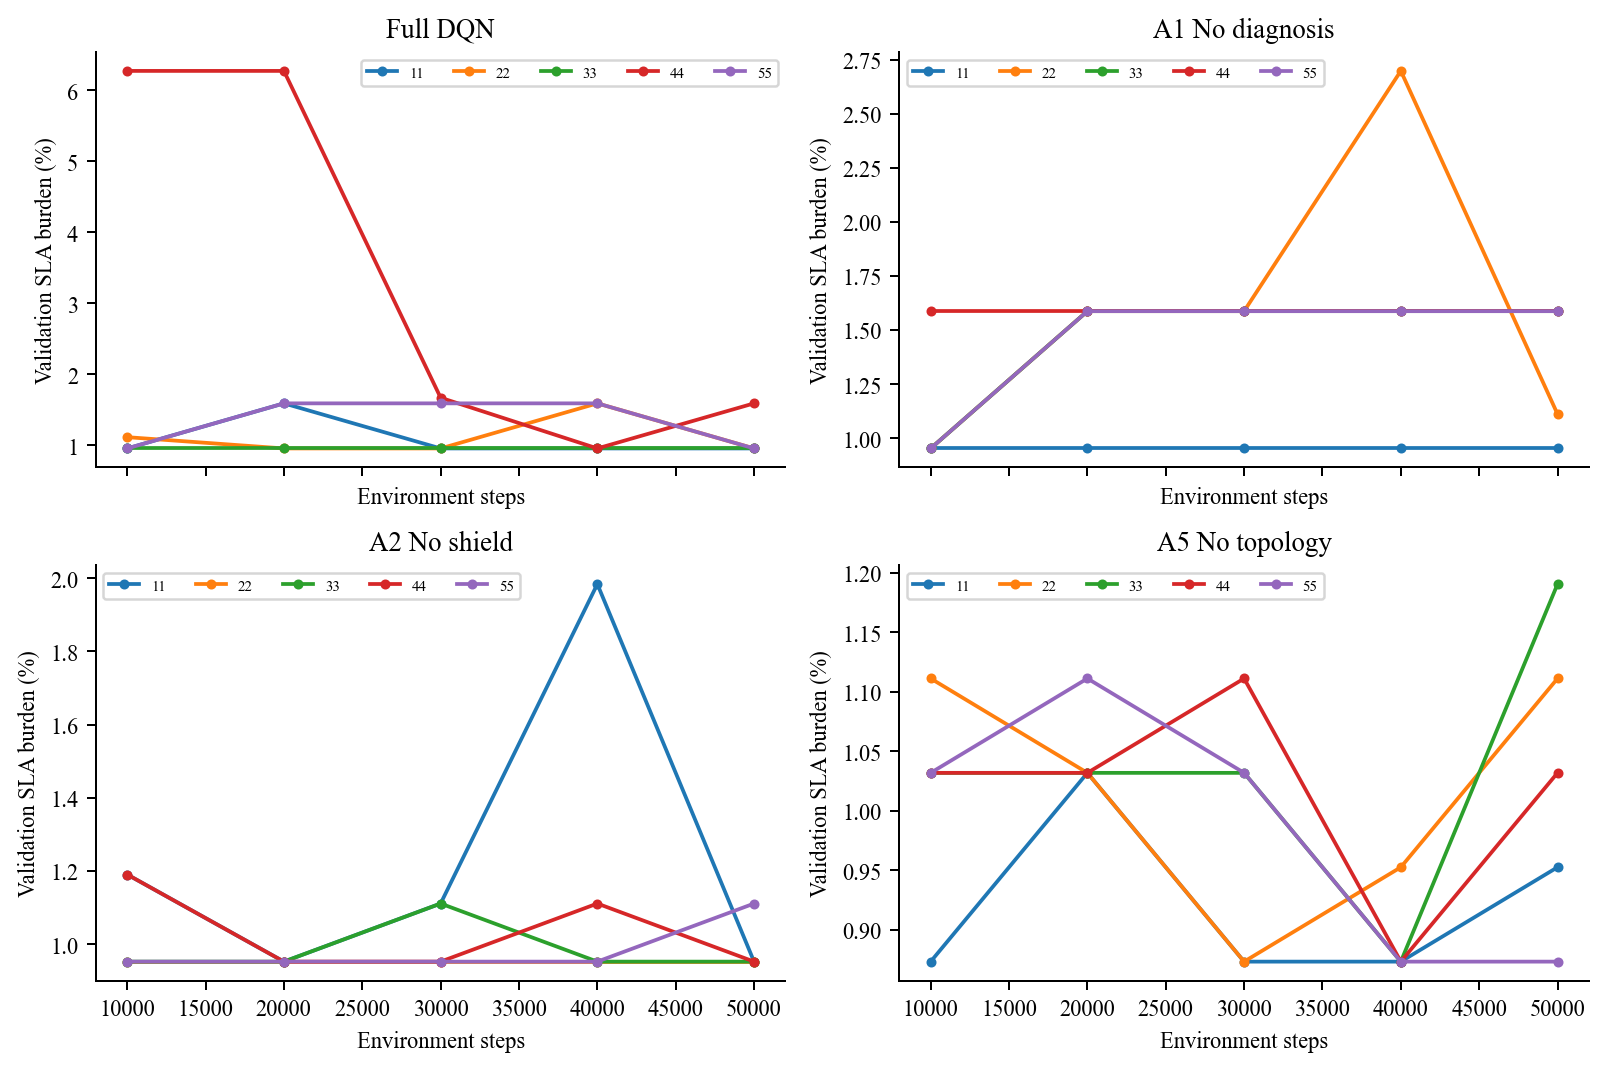 Full DQN
11 22 33 44 55
Validation SLA burden (%)
6
5
4
3
2
1
Environment steps
A1 No diagnosis
11 22 33 44 55
Validation SLA burden (%)
2.75
2.50
2.25
2.00
1.75
1.50
1.25
1.00
Environment steps
A2 No shield
11 22 33 44 55
Validation SLA burden (%)
2.0
1.8
1.6
1.4
1.2
1.0
10000 15000 20000 25000 30000 35000 40000 45000 50000
Environment steps
A5 No topology
11 22 33 44 55
Validation SLA burden (%)
1.20
1.15
1.10
1.05
1.00
0.95
0.90
10000 15000 20000 25000 30000 35000 40000 45000 50000
Environment steps